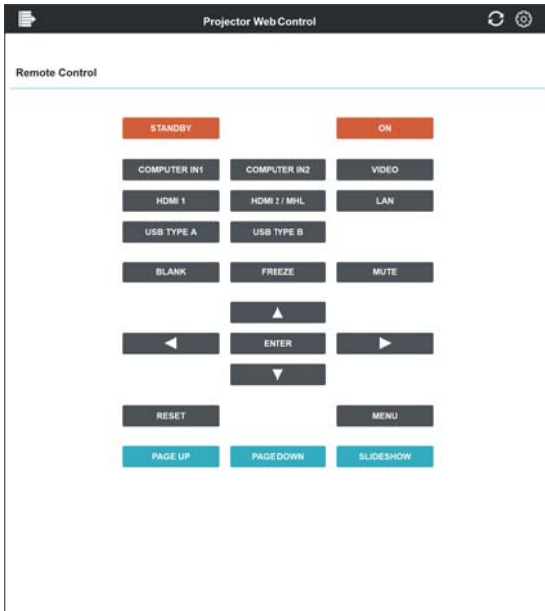 Projector Web Control
Remote Control
STANDBY ON
COMPUTER IN1 COMPUTER IN2 VIDEO
HDMI 1 HDMI 2 / MHL LAN
USB TYPE A USB TYPE B
BLANK FREEZE MUTE
ENTER
RESET MENU
PAGE UP PAGE DOWN SLIDESHOW